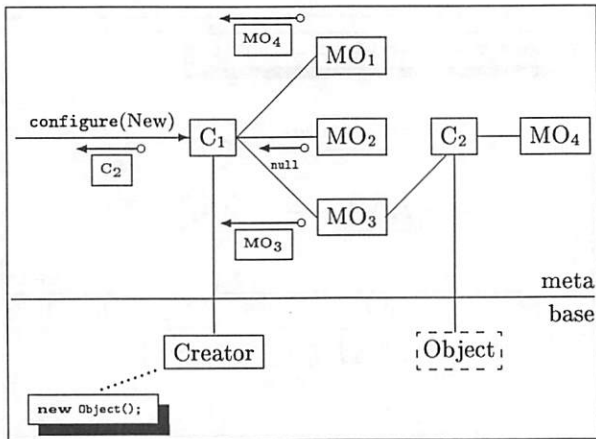 MO₄
MO₁
configure(New)
C₁
MO₂
C₂
MO₄
C₂
null
MO₃
MO₃
meta
base
Creator
Object
new Object();